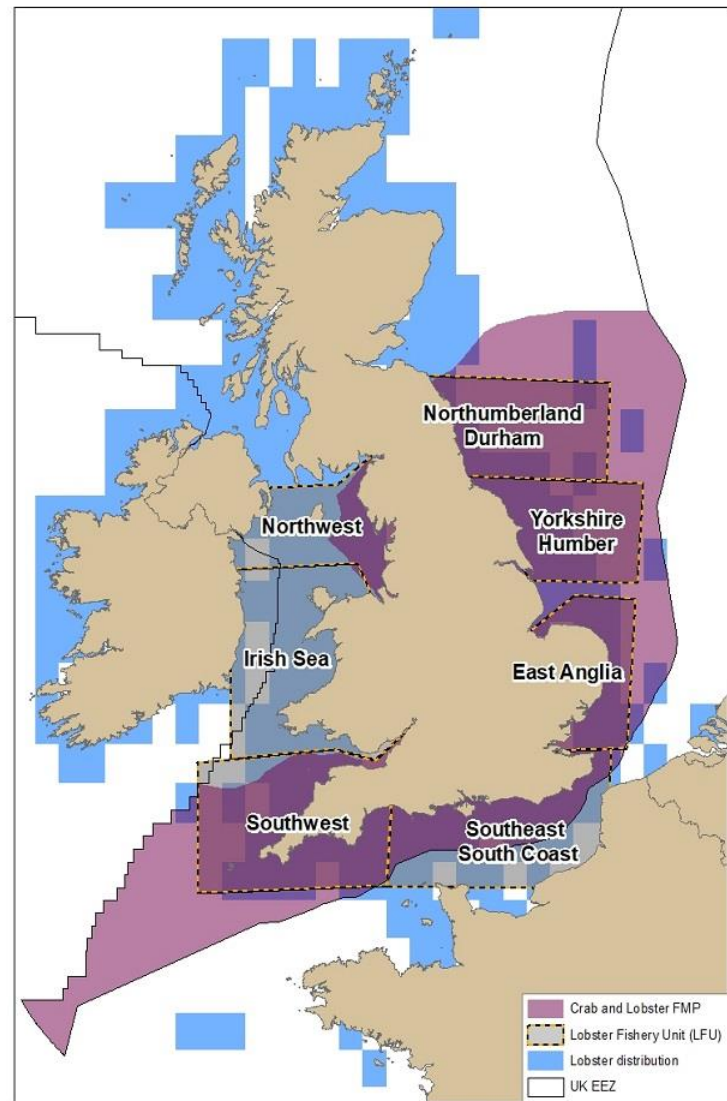 Northumberland
Durham
Northwest
Yorkshire
Humber
Irish Sea
East Anglia
Southwest
Southeast
South Coast
Crab and Lobster FMP
Lobster Fishery Unit (LFU)
Lobster distribution
UK EEZ